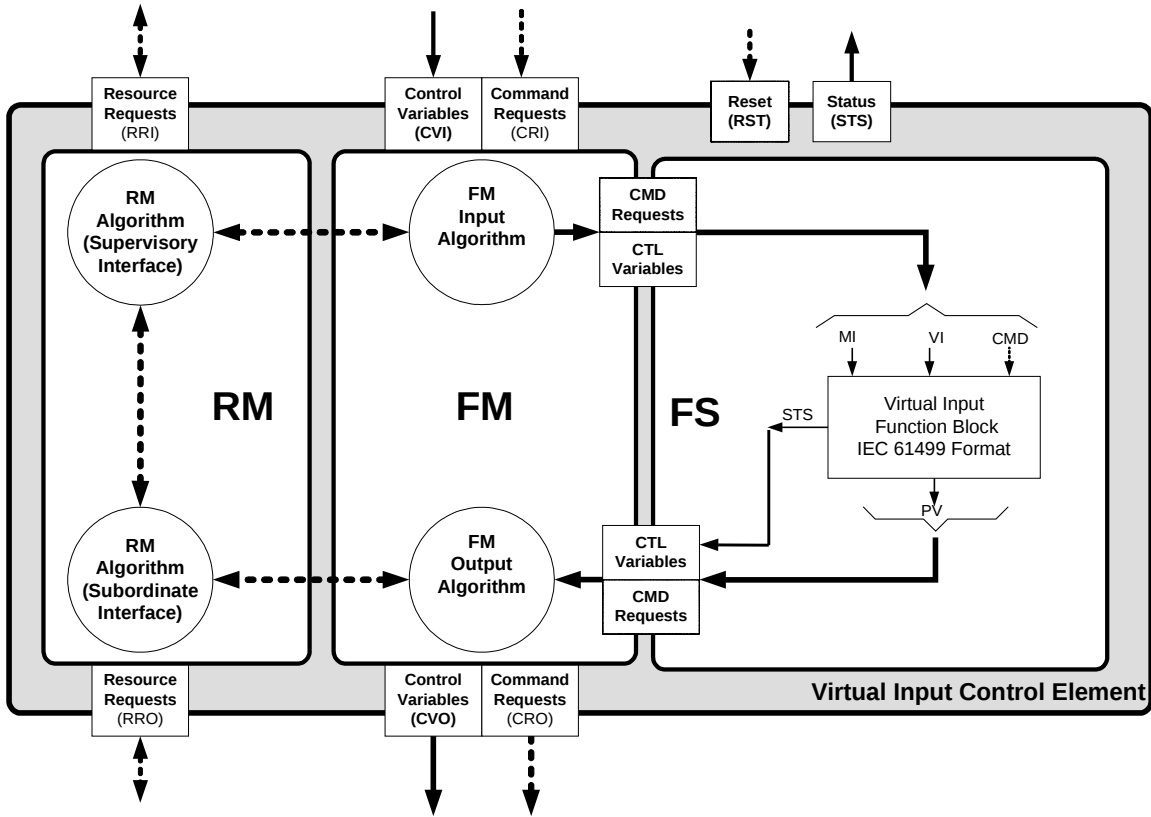 Resource
Requests
(RRI)
Control
Variables
(CVI)
Command
Requests
(CRI)
Reset
(RST)
Status
(STS)
RM
Algorithm
(Supervisory
Interface)
FM
Input
Algorithm
CMD
Requests
CTL
Variables
MI
VI
CMD
RM
FM
FS
STS
Virtual Input
Function Block
IEC 61499 Format
PV
RM
Algorithm
(Subordinate
Interface)
FM
Output
Algorithm
CTL
Variables
CMD
Requests
Resource
Requests
(RRO)
Control
Variables
(CVO)
Command
Requests
(CRO)
Virtual Input Control Element